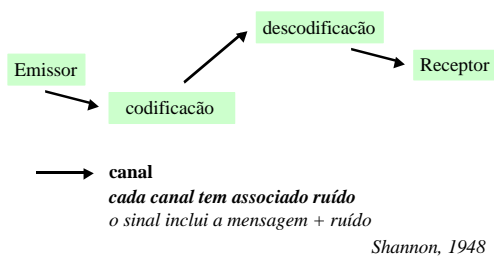 descodificacão
Emissor
Receptor
codificacão
canal
cada canal tem associado ruído
o sinal inclui a mensagem + ruído
Shannon, 1948